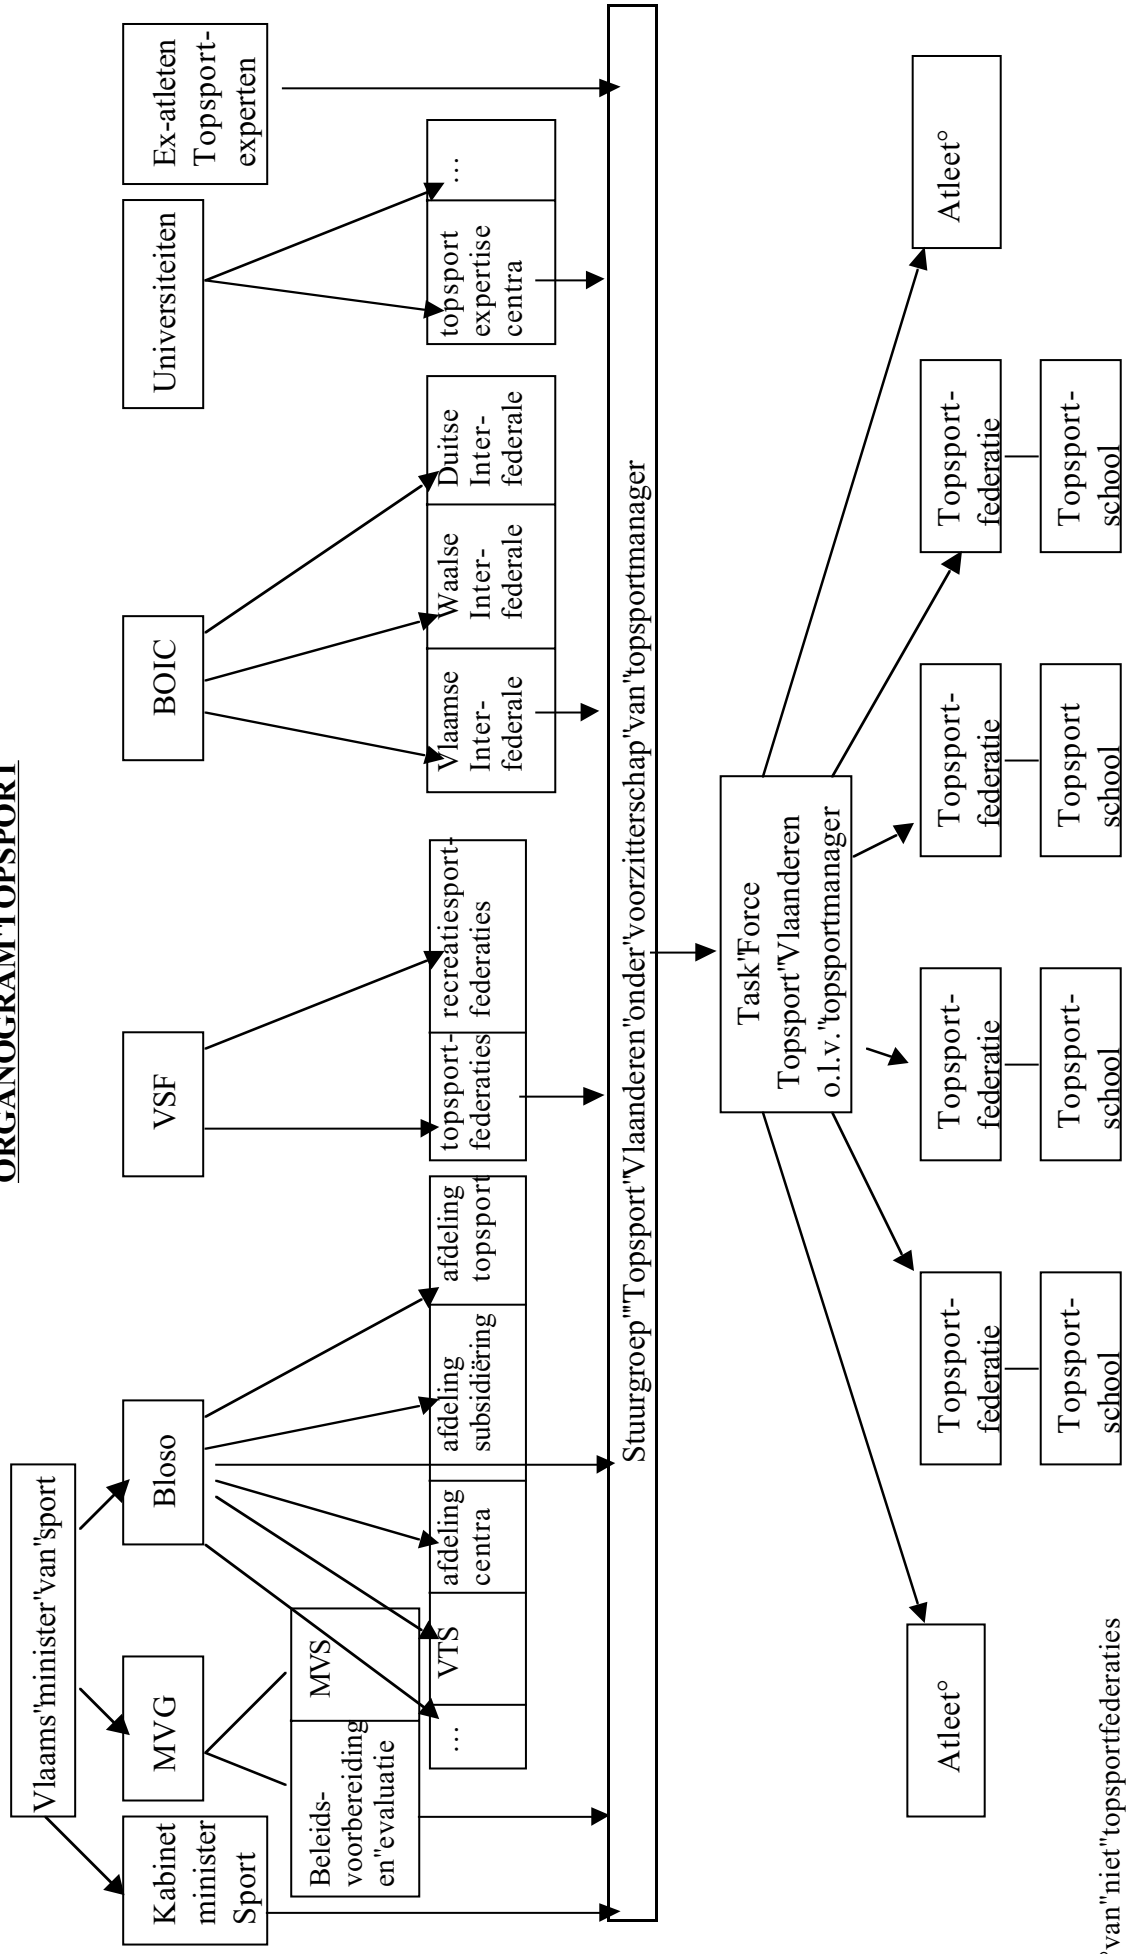 ORGANOGRAM"TOPSPORT
Vlaams"minister"van"sport
Kabinet
minister
Sport
MVG
Bloso
VSF
BOIC
Universiteiten
Ex-atleten
Topsport-
experten
Beleids-
voorbereiding
en"evaluatie
MVS
...
VTS
afdeling
centra
afdeling
subsidiëring
afdeling
topsport
topsport-
federaties
recreatiesport-
federaties
Vlaamse
Inter-
federale
Waalse
Inter-
federale
Duitse
Inter-
federale
topsport
expertise
centra
...
Stuurgroep""Topsport"Vlaanderen"onder"voorzitterschap"van"topsportmanager
Task"Force
Topsport"Vlaanderen
o.l.v."topsportmanager
Atleet°
Topsport-
federatie
Topsport-
federatie
Topsport-
federatie
Topsport-
federatie
Atleet°
Topsport-
school
Topsport-
school
Topsport
school
Topsport-
school
°van"niet"topsportfederaties